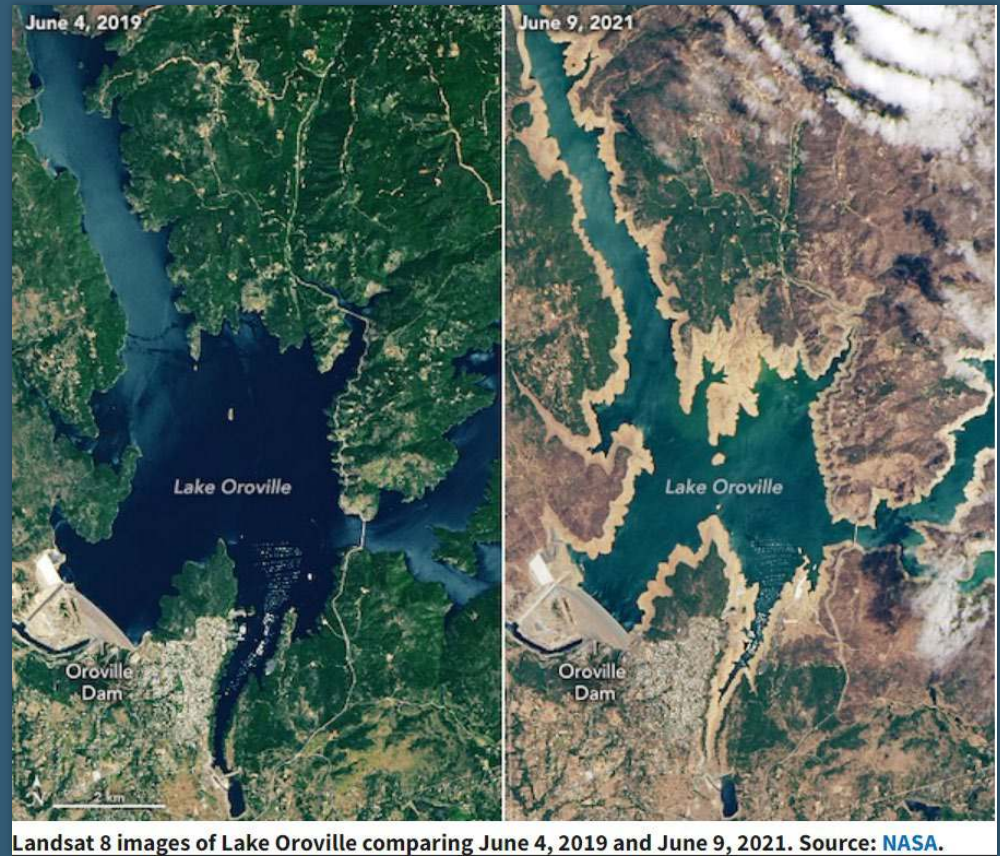 June 4, 2019
June 9, 2021
Lake Oroville
Lake Oroville
Oroville
Dam
Oroville
Dam
N
2 km
Landsat 8 images of Lake Oroville comparing June 4, 2019 and June 9, 2021. Source: NASA.